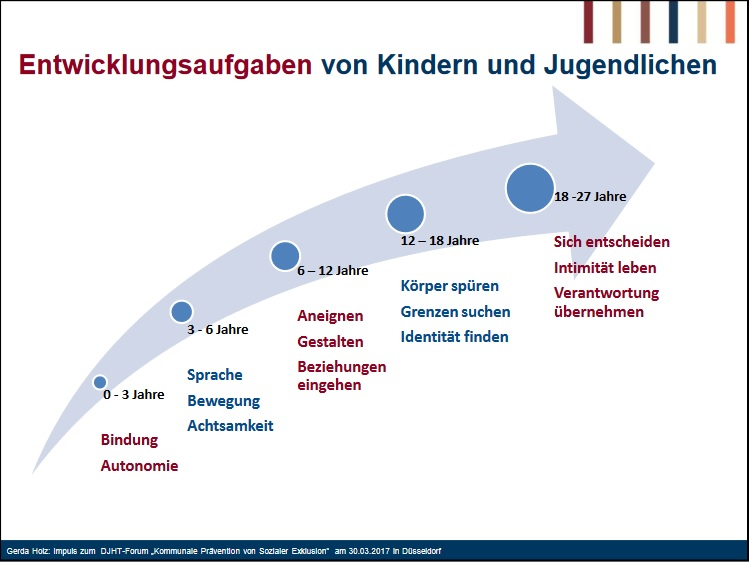 Entwicklungsaufgaben von Kindern und Jugendlichen
0 - 3 Jahre
Bindung
Autonomie
3 - 6 Jahre
Sprache
Bewegung
Achtsamkeit
6 – 12 Jahre
Aneignen
Gestalten
Beziehungen
eingehen
12 – 18 Jahre
Körper spüren
Grenzen suchen
Identität finden
18 -27 Jahre
Sich entscheiden
Intimität leben
Verantwortung
übernehmen
Gerda Holz: Impuls zum DJHT-Forum „Kommunale Prävention von Sozialer Exklusion“ am 30.03.2017 in Düsseldorf